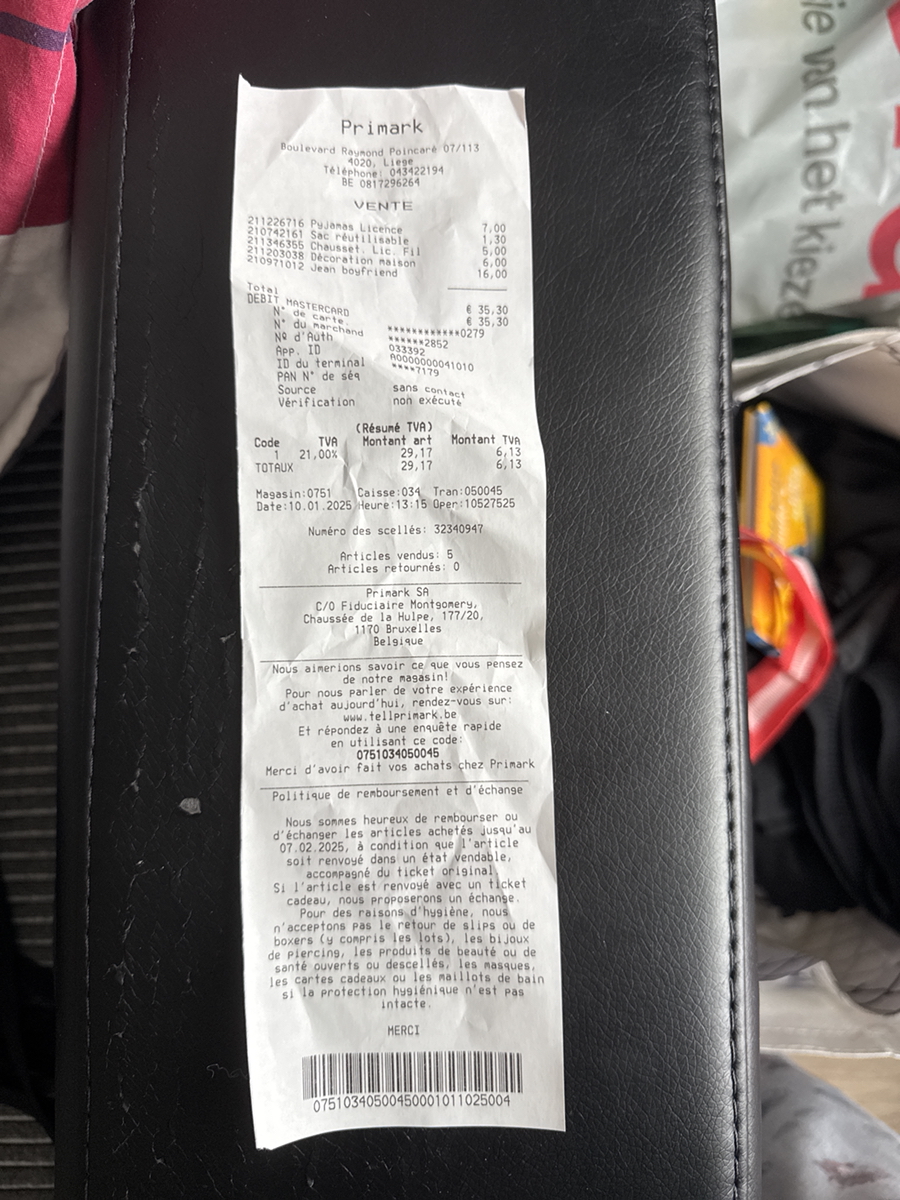 Primark
Boulevard Raymond Poincaré 07/113
4020, Liege
Téléphone: 043422194
BE 0817296264
VENTE
211226716 Pyjamas Licence 7,00
210742161 Sac réutilisable 1,30
211346355 Chausset. Lic. Fil 5,00
211203038 Décoration maison 6,00
210971012 Jean boyfriend 16,00
Total € 35,30
DEBIT MASTERCARD € 35,30
N° de carte. ************0279
N° du marchand ******2852
Nº d'Auth 033392
App. ID A0000000041010
ID du terminal ****7179
PAN N° de séq
Source sans contact
Vérification non exécuté
(Résumé TVA)
Code TVA Montant art Montant TVA
1 21,00% 29,17 6,13
TOTAUX 29,17 6,13
Magasin:0751 Caisse:034 Tran:050045
Date:10.01.2025 Heure:13:15 Oper:10527525
Numéro des scellés: 32340947
Articles vendus: 5
Articles retournés: 0
Primark SA
C/O Fiduciaire Montgomery,
Chaussée de la Hulpe, 177/20,
1170 Bruxelles
Belgique
Nous aimerions savoir ce que vous pensez
de notre magasin!
Pour nous parler de votre expérience
d'achat aujourd'hui, rendez-vous sur:
www.tellprimark.be
Et répondez à une enquête rapide
en utilisant ce code:
0751034050045
Merci d'avoir fait vos achats chez Primark
Politique de remboursement et d'échange
Nous sommes heureux de rembourser ou
d'échanger les articles achetés jusqu'au
07.02.2025, à condition que l'article
soit renvoyé dans un état vendable,
accompagné du ticket original.
Si l'article est renvoyé avec un ticket
cadeau, nous proposerons un échange.
Pour des raisons d'hygiène, nous
n'acceptons pas le retour de slips ou de
boxers (y compris les lots), les bijoux
de piercing, les produits de beauté ou de
santé ouverts ou descellés, les masques,
les cartes cadeaux ou les maillots de bain
si la protection hygiénique n'est pas
intacte.
MERCI
07510340500450001011025004
van het